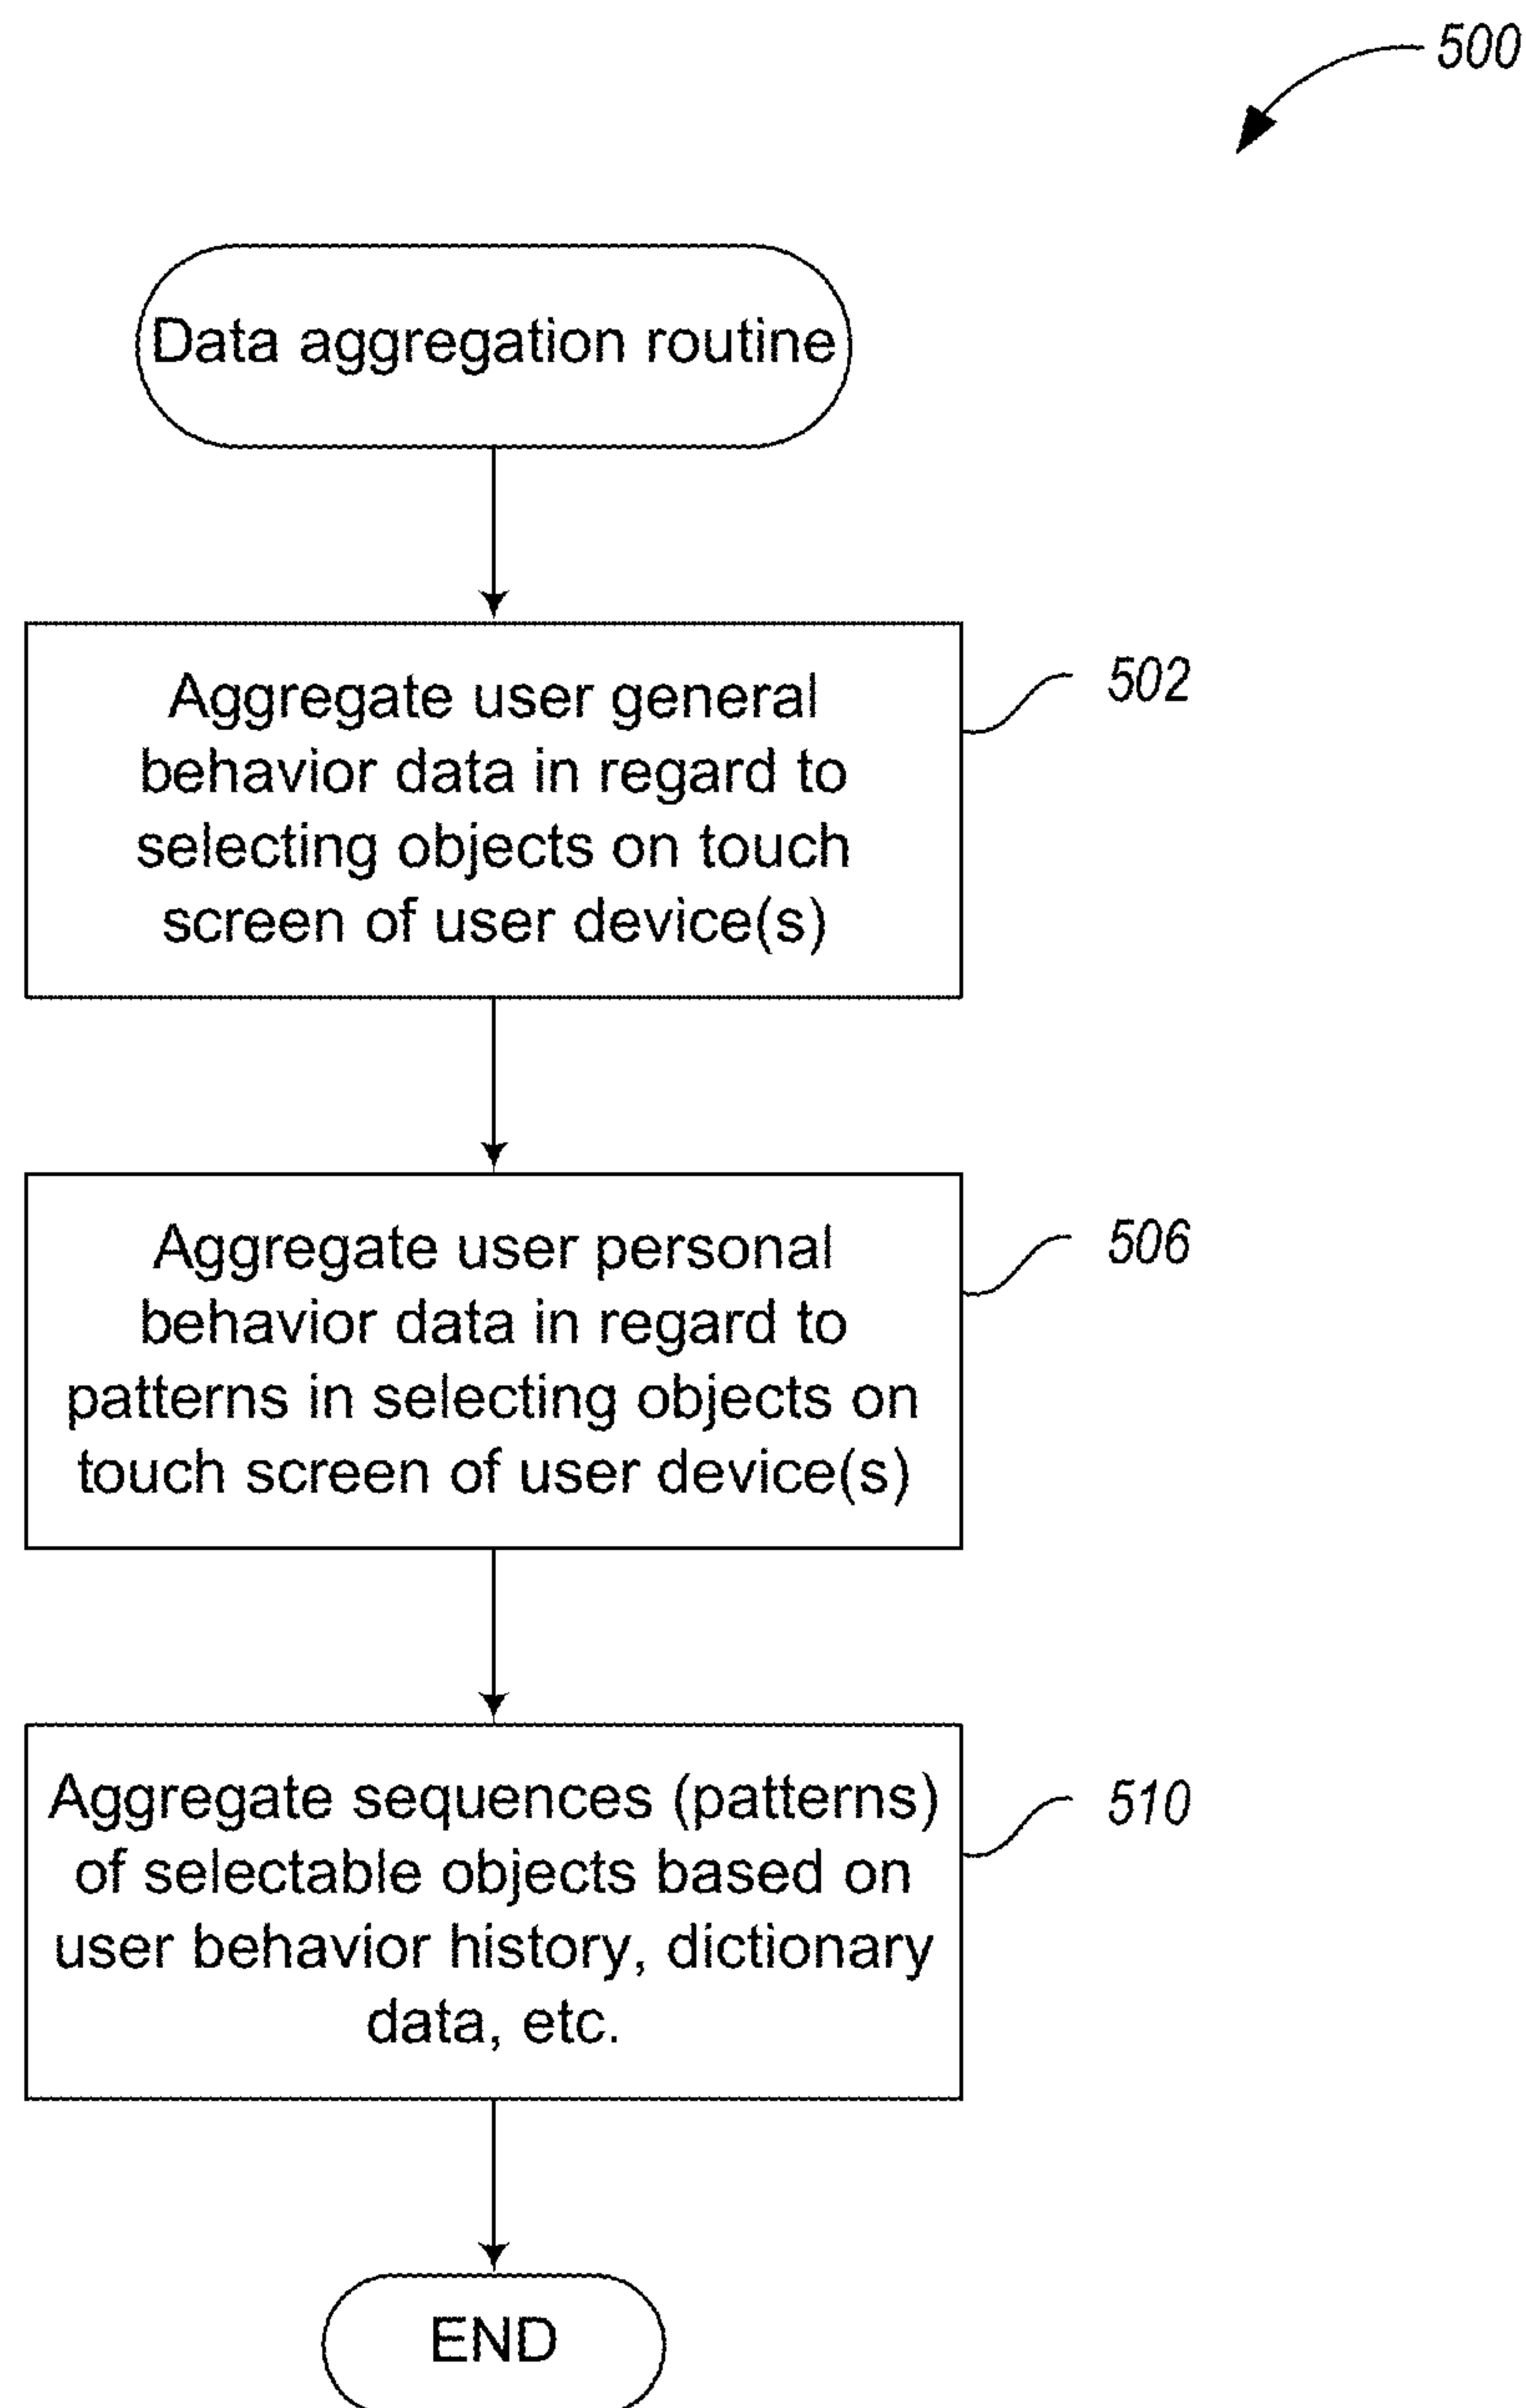 500
Data aggregation routine
Aggregate user general
behavior data in regard to
selecting objects on touch
screen of user device(s)
502
Aggregate user personal
behavior data in regard to
patterns in selecting objects on
touch screen of user device(s)
506
Aggregate sequences (patterns)
of selectable objects based on
user behavior history, dictionary
data, etc.
510
END